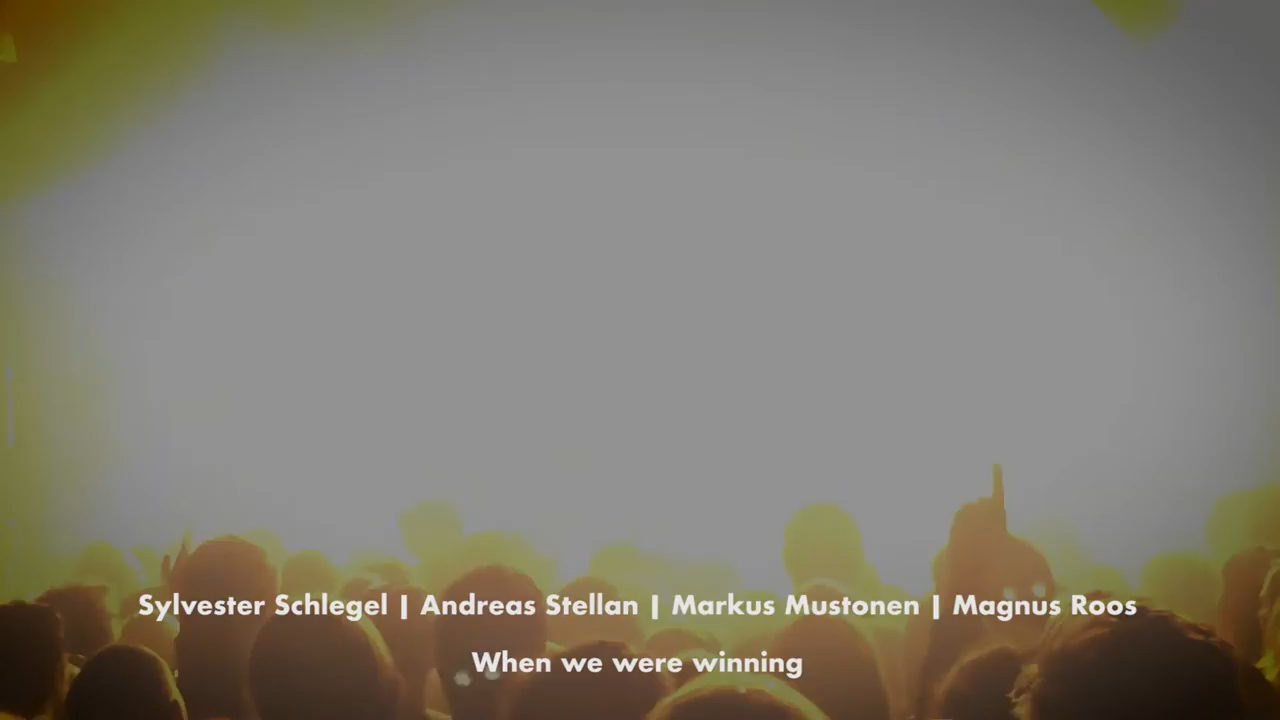 Sylvester Schlegel | Andreas Stellan | Markus Mustonen | Magnus Roos
When we were winning